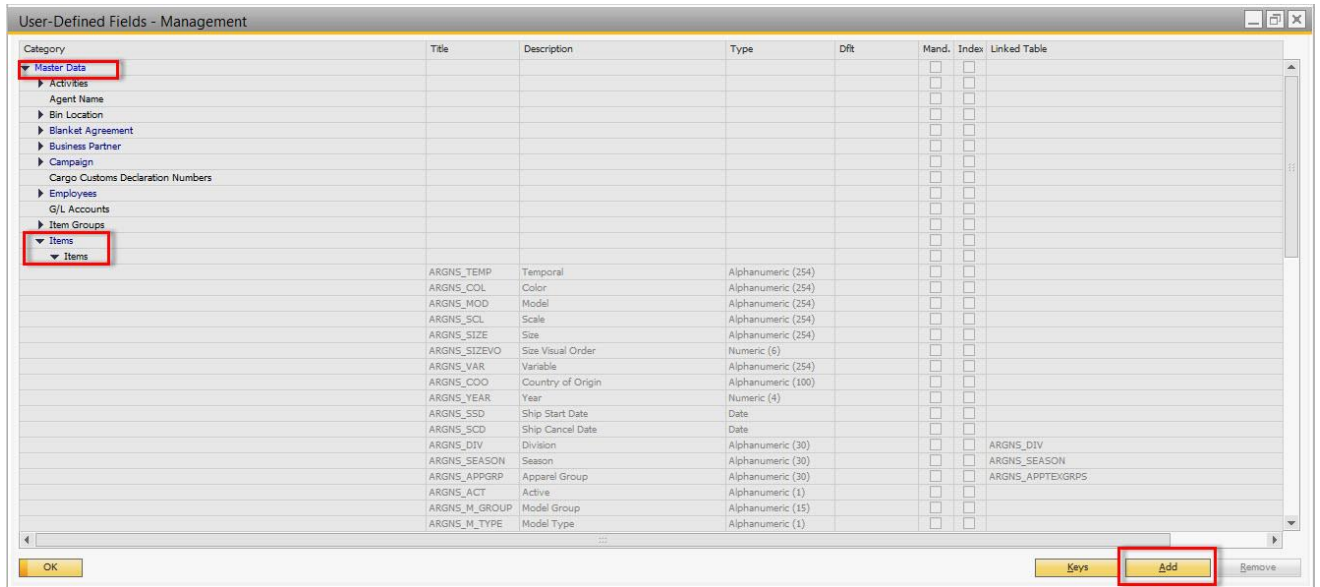 User-Defined Fields - Management
Category Title Description Type Dflt Mand. Index Linked Table
Master Data
Activities
Agent Name
Bin Location
Blanket Agreement
Business Partner
Campaign
Cargo Customs Declaration Numbers
Employees
G/L Accounts
Item Groups
Items
Items
ARGNS_TEMP Temporal Alphanumeric (254)
ARGNS_COL Color Alphanumeric (254)
ARGNS_MOD Model Alphanumeric (254)
ARGNS_SCL Scale Alphanumeric (254)
ARGNS_SIZE Size Alphanumeric (254)
ARGNS_SIZEVO Size Visual Order Numeric (6)
ARGNS_VAR Variable Alphanumeric (254)
ARGNS_COO Country of Origin Alphanumeric (100)
ARGNS_YEAR Year Numeric (4)
ARGNS_SSD Ship Start Date Date
ARGNS_SCD Ship Cancel Date Date
ARGNS_DIV Division Alphanumeric (30) ARGNS_DIV
ARGNS_SEASON Season Alphanumeric (30) ARGNS_SEASON
ARGNS_APPGRP Apparel Group Alphanumeric (30) ARGNS_APPTEXGRPS
ARGNS_ACT Active Alphanumeric (1)
ARGNS_M_GROUP Model Group Alphanumeric (15)
ARGNS_M_TYPE Model Type Alphanumeric (1)
OK Keys Add Remove